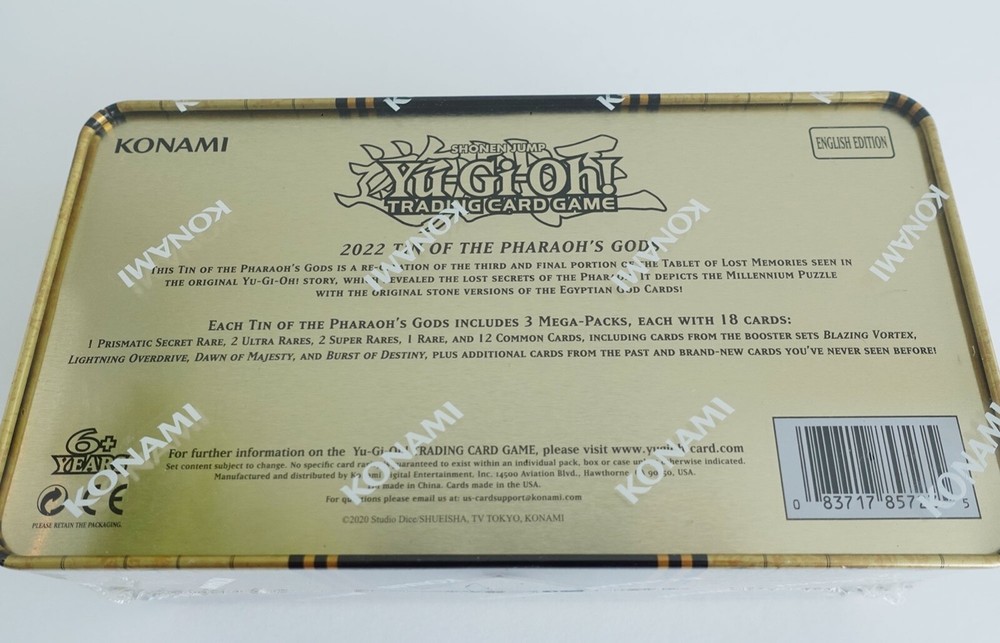 KONAMI
SHONEN JUMP
Yu-Gi-Oh!
TRADING CARD GAME
ENGLISH EDITION
2022 TIN OF THE PHARAOH'S GODS
THIS TIN OF THE PHARAOH'S GODS IS A OF THE THIRD AND FINAL PORTION OF THE TABLET OF LOST MEMORIES SEEN IN
THE ORIGINAL YU-GI-OH! STORY, WHICH REVEALED THE LOST SECRETS OF THE IT DEPICTS THE MILLENNIUM PUZZLE
WITH THE ORIGINAL STONE VERSIONS OF THE EGYPTIAN GOD CARDS!
EACH TIN OF THE PHARAOH'S GODS INCLUDES 3 MEGA-PACKS, EACH WITH 18 CARDS:
1 PRISMATIC SECRET RARE, 2 ULTRA RARES, 2 SUPER RARES, 1 RARE, AND 12 COMMON CARDS, INCLUDING CARDS FROM THE BOOSTER SETS BLAZING VORTEX,
LIGHTNING OVERDRIVE, DAWN OF MAJESTY, AND BURST OF DESTINY, PLUS ADDITIONAL CARDS FROM THE PAST AND BRAND-NEW CARDS YOU'VE NEVER SEEN BEFORE!
6+
YEARS
For further information on the Yu-Gi-Oh! TRADING CARD GAME, please visit www.yugioh-card.com
Set content subject to change. No specific card guaranteed to exist within an individual pack, box or case otherwise indicated.
Manufactured and distributed by Konami Digital Entertainment, Inc. 14500 Aviation Blvd., Hawthorne 90250, USA.
made in China. Cards made in the USA.
For questions please email us at: us-cardsupport@konami.com
©2020 Studio Dice/SHUEISHA, TV TOKYO, KONAMI
CE
PLEASE RETAIN THE PACKAGING.
0 83717 5
KONAMI
KONAMI
KONAMI
KONAMI
KONAMI
KONAMI
KONAMI